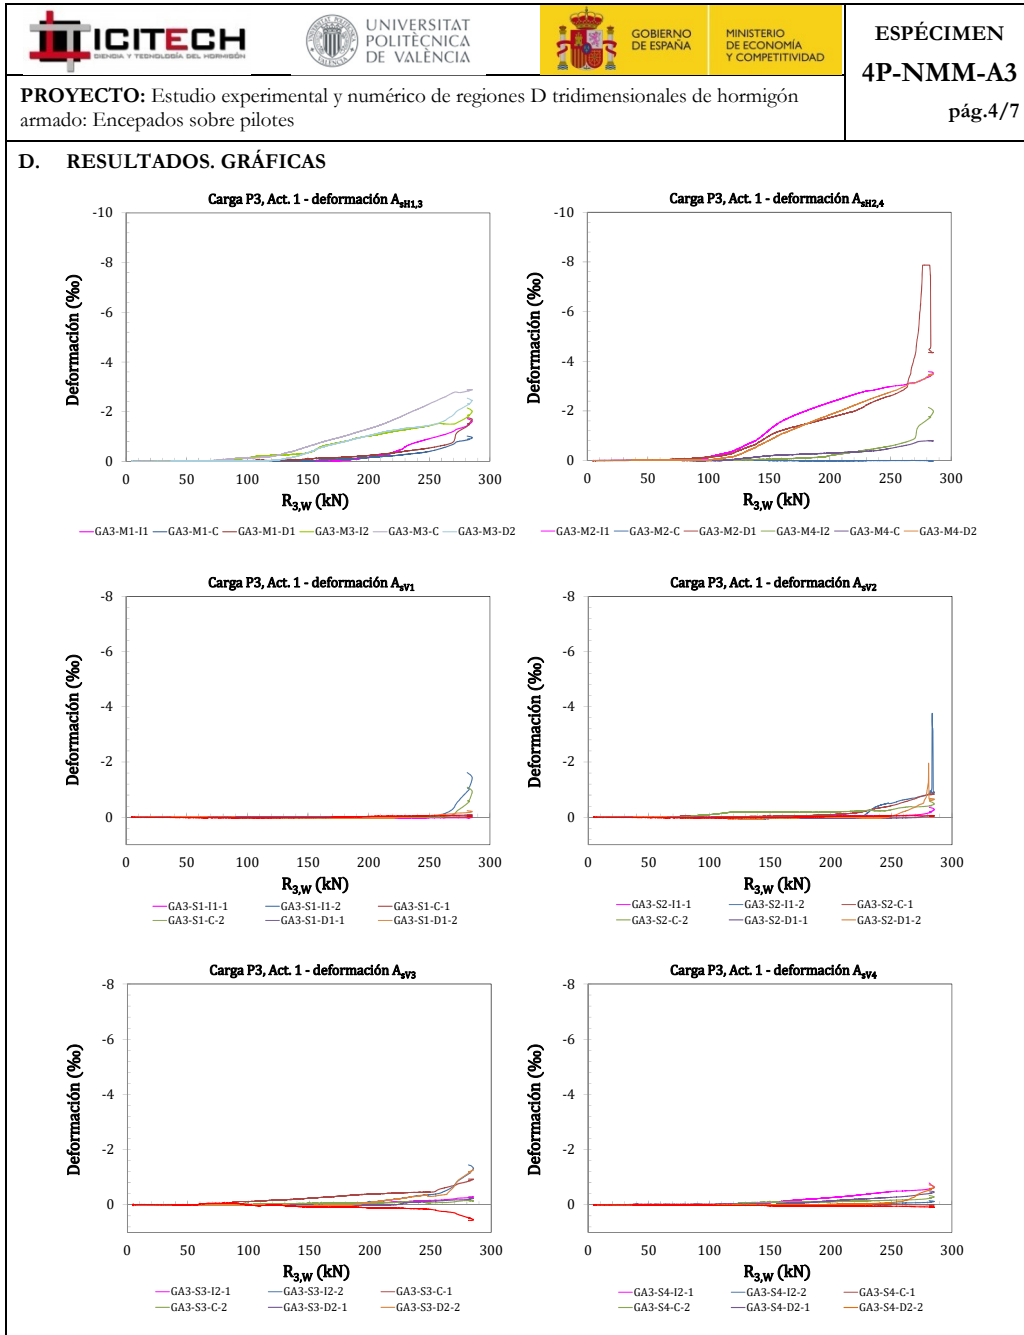 ICITECH
CIENCIA Y TECNOLOGÍA DEL HORMIGÓN
UNIVERSITAT
POLITÈCNICA
DE VALÈNCIA
GOBIERNO
DE ESPAÑA
MINISTERIO
DE ECONOMÍA
Y COMPETITIVIDAD
ESPÉCIMEN
4P-NMM-A3
pág.4/7
PROYECTO: Estudio experimental y numérico de regiones D tridimensionales de hormigón
armado: Encepados sobre pilotes
D. RESULTADOS. GRÁFICAS
Carga P3, Act. 1 - deformación AsH1,3
-10
-8
-6
-4
-2
0
Deformación (‰)
0 50 100 150 200 250 300
R3,W (kN)
GA3-M1-I1 GA3-M1-C GA3-M1-D1 GA3-M3-I2 GA3-M3-C GA3-M3-D2
Carga P3, Act. 1 - deformación AsH2,4
-10
-8
-6
-4
-2
0
Deformación (‰)
0 50 100 150 200 250 300
R3,W (kN)
GA3-M2-I1 GA3-M2-C GA3-M2-D1 GA3-M4-I2 GA3-M4-C GA3-M4-D2
Carga P3, Act. 1 - deformación AsV1
-8
-6
-4
-2
0
Deformación (‰)
0 50 100 150 200 250 300
R3,W (kN)
GA3-S1-I1-1 GA3-S1-I1-2 GA3-S1-C-1
GA3-S1-C-2 GA3-S1-D1-1 GA3-S1-D1-2
Carga P3, Act. 1 - deformación AsV2
-8
-6
-4
-2
0
Deformación (‰)
0 50 100 150 200 250 300
R3,W (kN)
GA3-S2-I1-1 GA3-S2-I1-2 GA3-S2-C-1
GA3-S2-C-2 GA3-S2-D1-1 GA3-S2-D1-2
Carga P3, Act. 1 - deformación AsV3
-8
-6
-4
-2
0
Deformación (‰)
0 50 100 150 200 250 300
R3,W (kN)
GA3-S3-I2-1 GA3-S3-I2-2 GA3-S3-C-1
GA3-S3-C-2 GA3-S3-D2-1 GA3-S3-D2-2
Carga P3, Act. 1 - deformación AsV4
-8
-6
-4
-2
0
Deformación (‰)
0 50 100 150 200 250 300
R3,W (kN)
GA3-S4-I2-1 GA3-S4-I2-2 GA3-S4-C-1
GA3-S4-C-2 GA3-S4-D2-1 GA3-S4-D2-2